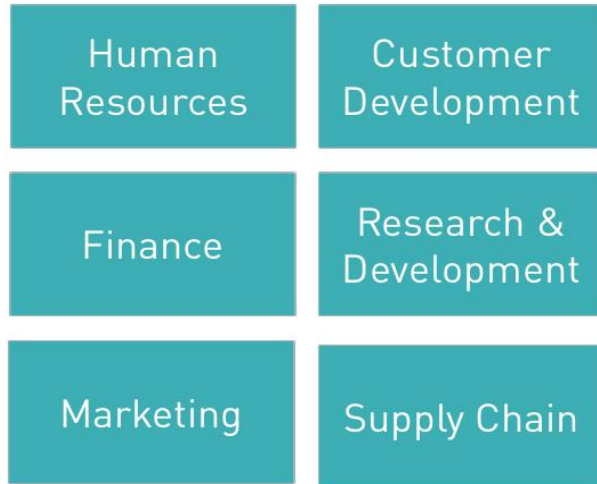 Human
Resources
Customer
Development
Finance
Research &
Development
Marketing
Supply Chain